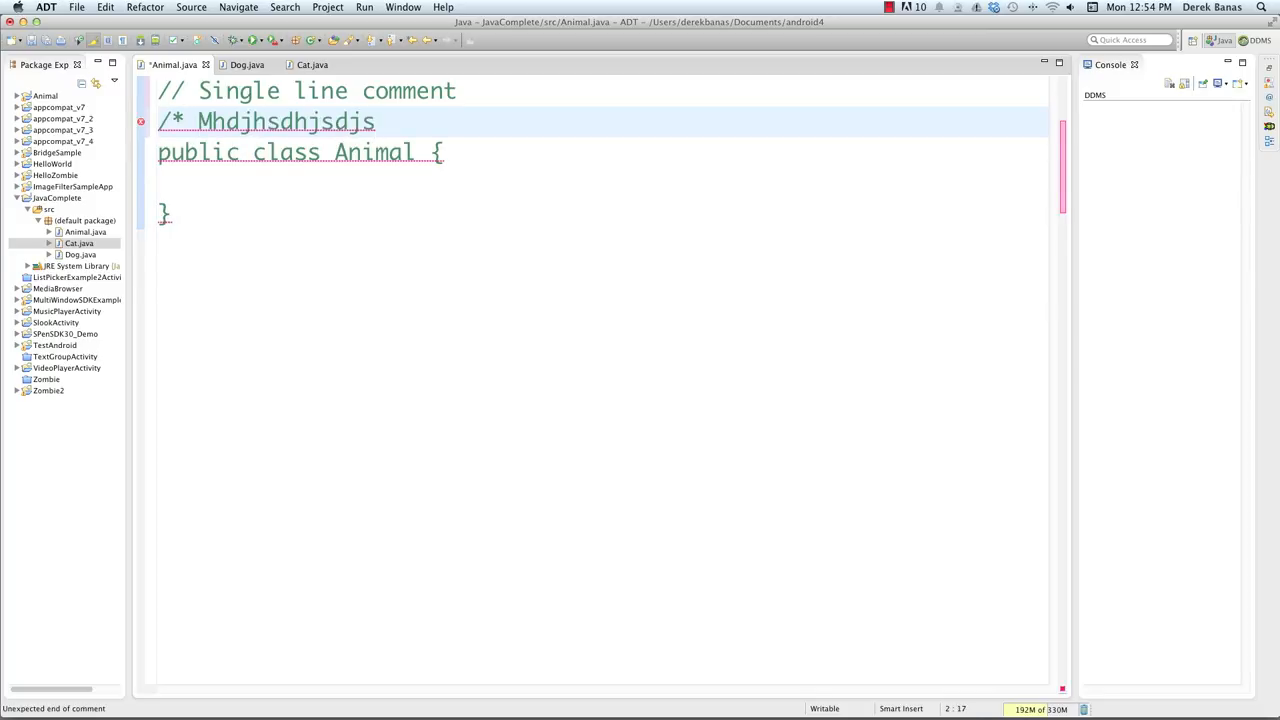 ADT File Edit Refactor Source Navigate Search Project Run Window Help 10 Mon 12:54 PM Derek Banas
Java - JavaComplete/src/Animal.java - ADT - /Users/derekbanas/Documents/android4
Quick Access Java DDMS
Package Exp
*Animal.java Dog.java Cat.java
Console
DDMS
Animal
appcompat_v7
appcompat_v7_2
appcompat_v7_3
appcompat_v7_4
BridgeSample
HelloWorld
HelloZombie
ImageFilterSampleApp
JavaComplete
src
(default package)
Animal.java
Cat.java
Dog.java
JRE System Library [Ja
ListPickerExample2Activi
MediaBrowser
MultiWindowSDKExample
MusicPlayerActivity
SlookActivity
SPenSDK30_Demo
TestAndroid
TextGroupActivity
VideoPlayerActivity
Zombie
Zombie2
// Single line comment
/* Mhdjhsdhjsdjs
public class Animal {
}
Unexpected end of comment Writable Smart Insert 2 : 17 192M of 330M